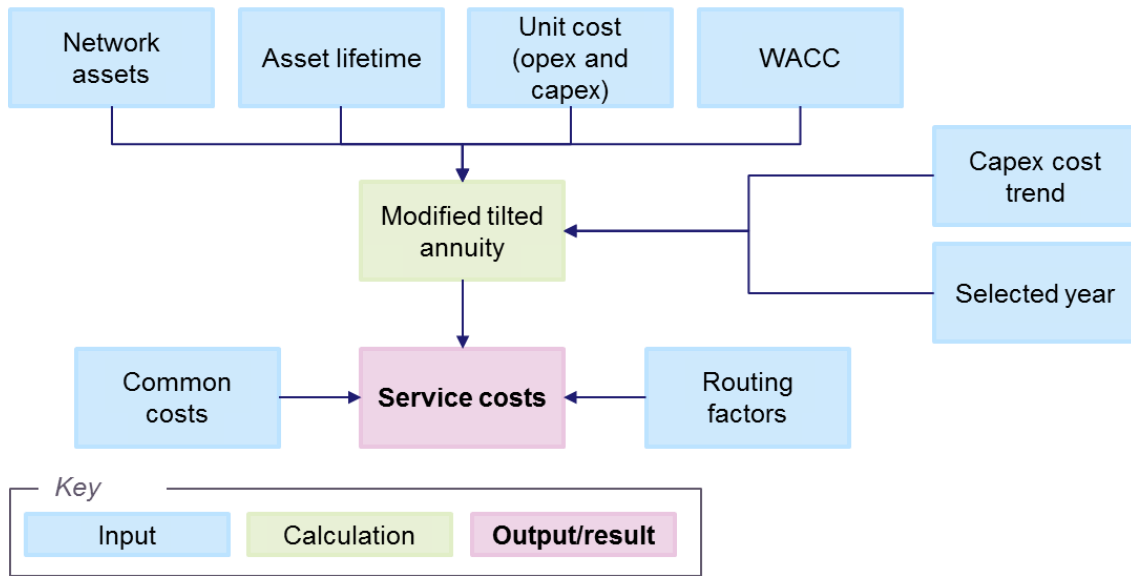 Network
assets
Asset lifetime
Unit cost
(opex and
capex)
WACC
Capex cost
trend
Modified tilted
annuity
Selected year
Common
costs
Service costs
Routing
factors
Key
Input
Calculation
Output/result